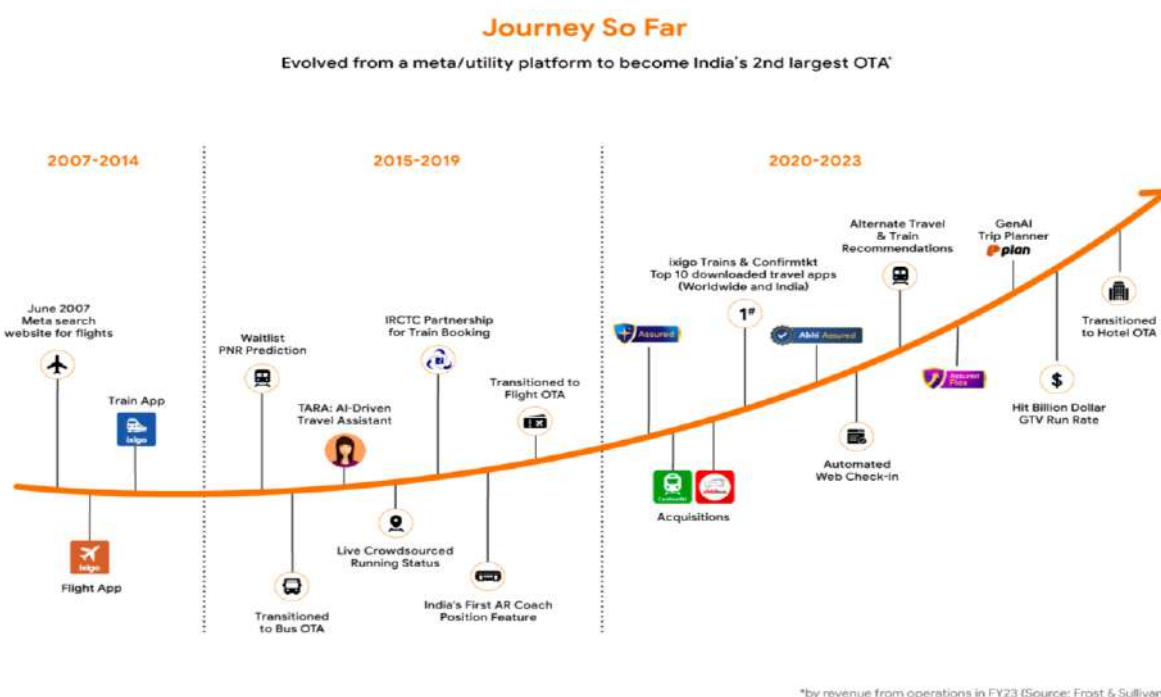 Journey So Far
Evolved from a meta/utility platform to become India's 2nd largest OTA*
2007-2014
2015-2019
2020-2023
June 2007
Meta search
website for flights
Train App
ixigo
ixigo
Flight App
Waitlist
PNR Prediction
TARA: AI-Driven
Travel Assistant
IRCTC Partnership
for Train Booking
Transitioned to
Flight OTA
Transitioned
to Bus OTA
Live Crowdsourced
Running Status
India's First AR Coach
Position Feature
Assured
ixigo Trains & Confirmtkt
Top 10 downloaded travel apps
(Worldwide and India)
1#
Abhi Assured
Alternate Travel
& Train
Recommendations
GenAI
Trip Planner
plan
Acquisitions
Automated
Web Check-in
Assured
Flex
$
Hit Billion Dollar
GTV Run Rate
Transitioned
to Hotel OTA
*by revenue from operations in FY23 (Source: Frost & Sullivan